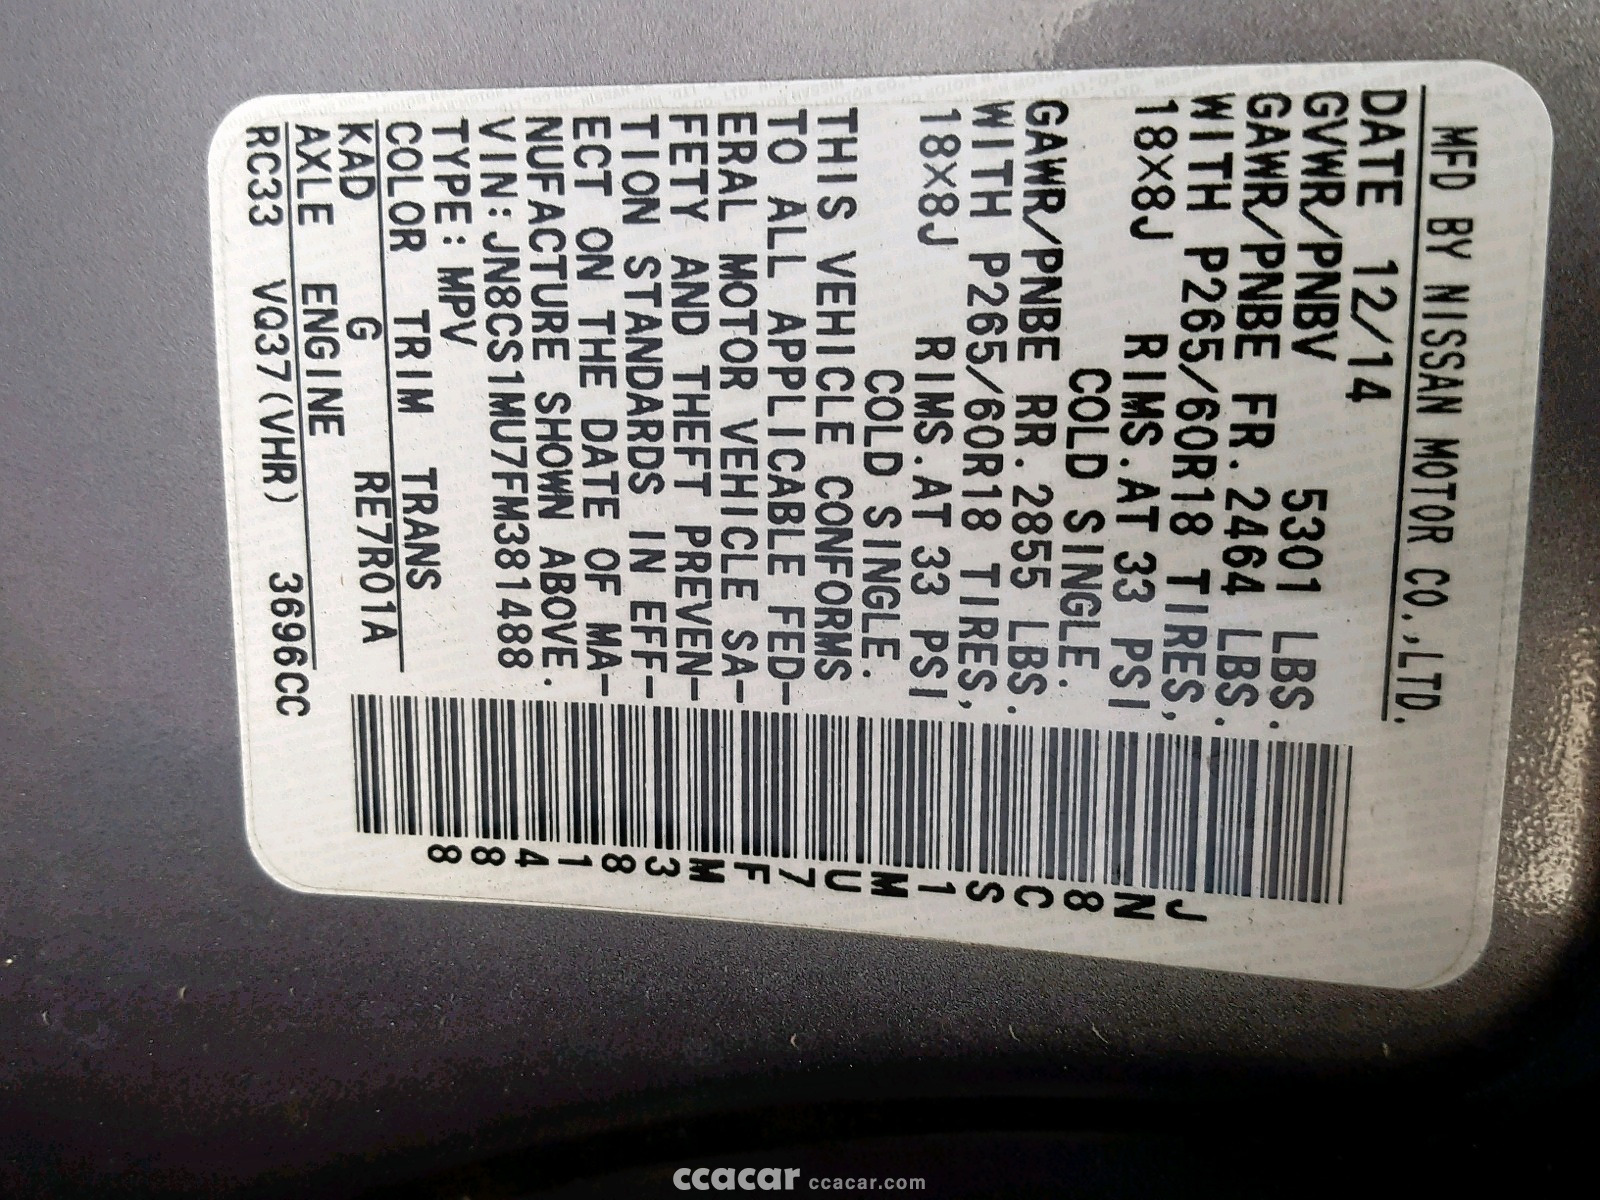 MFD BY NISSAN MOTOR CO.,LTD.
DATE 12/14
GVWR/PNBV 5301 LBS.
GAWR/PNBE FR. 2464 LBS.
WITH P265/60R18 TIRES,
18×8J RIMS.AT 33 PSI
COLD SINGLE.
GAWR/PNBE RR. 2855 LBS.
WITH P265/60R18 TIRES,
18×8J RIMS.AT 33 PSI
COLD SINGLE.
THIS VEHICLE CONFORMS
TO ALL APPLICABLE FED-
ERAL MOTOR VEHICLE SA-
FETY AND THEFT PREVEN-
TION STANDARDS IN EFF-
ECT ON THE DATE OF MA-
NUFACTURE SHOWN ABOVE.
VIN:JN8CS1MU7FM381488
TYPE:MPV
COLOR TRIM TRANS
KAD G RE7R01A
AXLE ENGINE
RC33 VQ37(VHR) 3696CC
JN8CS1MU7FM381488
ccacar ccacar.com